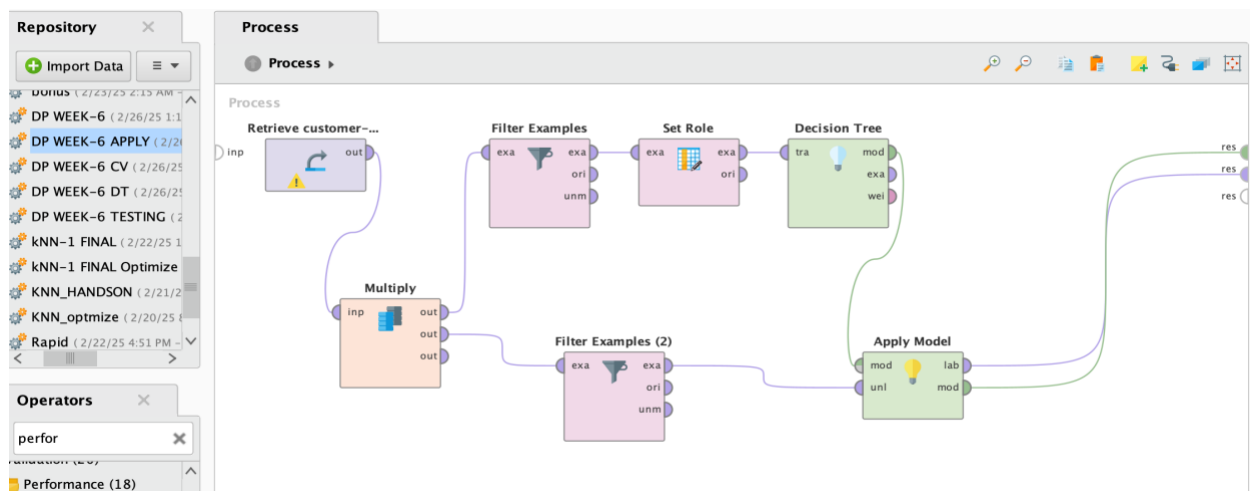 Repository
Import Data
bonus (2/23/25 2:15 AM -
DP WEEK-6 (2/26/25 1:1
DP WEEK-6 APPLY (2/26
DP WEEK-6 CV (2/26/25
DP WEEK-6 DT (2/26/25
DP WEEK-6 TESTING (2
kNN-1 FINAL (2/22/25 1
kNN-1 FINAL Optimize
KNN_HANDSON (2/21/2
KNN_optmize (2/20/25 8
Rapid (2/22/25 4:51 PM -
Operators
perfor
Performance (18)
Process
Process
Process
inp
Retrieve customer-...
out
Filter Examples
exa exa
ori
unm
Set Role
exa exa
ori
Decision Tree
tra mod
exa
wei
res
res
res
Multiply
inp out
out
out
Filter Examples (2)
exa exa
ori
unm
Apply Model
mod lab
unl mod